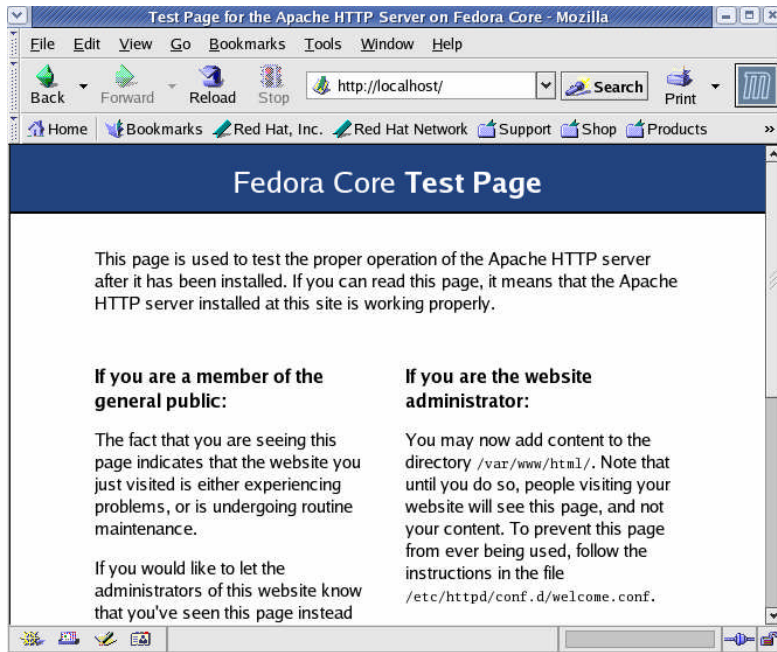 Test Page for the Apache HTTP Server on Fedora Core - Mozilla
File Edit View Go Bookmarks Tools Window Help
Back Forward Reload Stop http://localhost/ Search Print
Home Bookmarks Red Hat, Inc. Red Hat Network Support Shop Products »
Fedora Core Test Page
This page is used to test the proper operation of the Apache HTTP server
after it has been installed. If you can read this page, it means that the Apache
HTTP server installed at this site is working properly.
If you are a member of the
general public:
The fact that you are seeing this
page indicates that the website you
just visited is either experiencing
problems, or is undergoing routine
maintenance.
If you would like to let the
administrators of this website know
that you've seen this page instead
If you are the website
administrator:
You may now add content to the
directory /var/www/html/. Note that
until you do so, people visiting your
website will see this page, and not
your content. To prevent this page
from ever being used, follow the
instructions in the file
/etc/httpd/conf.d/welcome.conf.